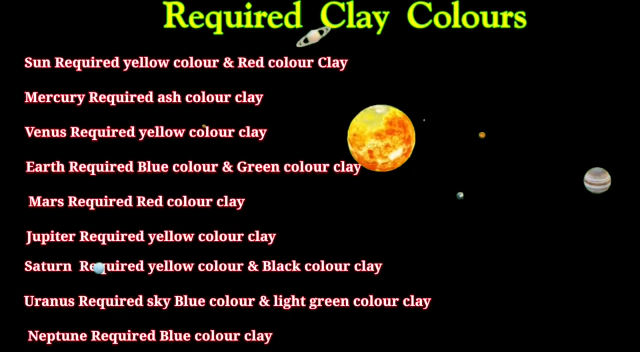 Required Clay Colours
Sun Required yellow colour & Red colour Clay
Mercury Required ash colour clay
Venus Required yellow colour clay
Earth Required Blue colour & Green colour clay
Mars Required Red colour clay
Jupiter Required yellow colour clay
Saturn Required yellow colour & Black colour clay
Uranus Required sky Blue colour & light green colour clay
Neptune Required Blue colour clay